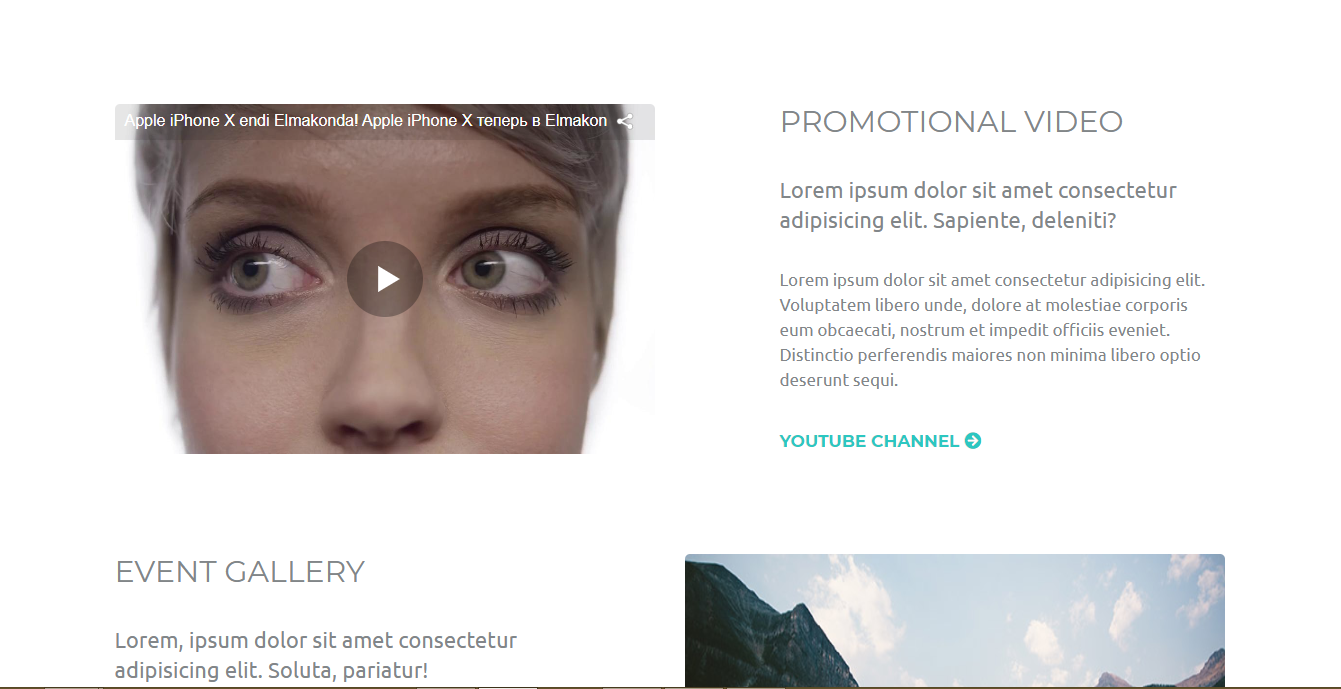 Apple iPhone X endi Elmakonda! Apple iPhone X теперь в Elmakon
PROMOTIONAL VIDEO
Lorem ipsum dolor sit amet consectetur
adipisicing elit. Sapiente, deleniti?
Lorem ipsum dolor sit amet consectetur adipisicing elit.
Voluptatem libero unde, dolore at molestiae corporis
eum obcaecati, nostrum et impedit officiis eveniet.
Distinctio perferendis maiores non minima libero optio
deserunt sequi.
YOUTUBE CHANNEL
EVENT GALLERY
Lorem, ipsum dolor sit amet consectetur
adipisicing elit. Soluta, pariatur!